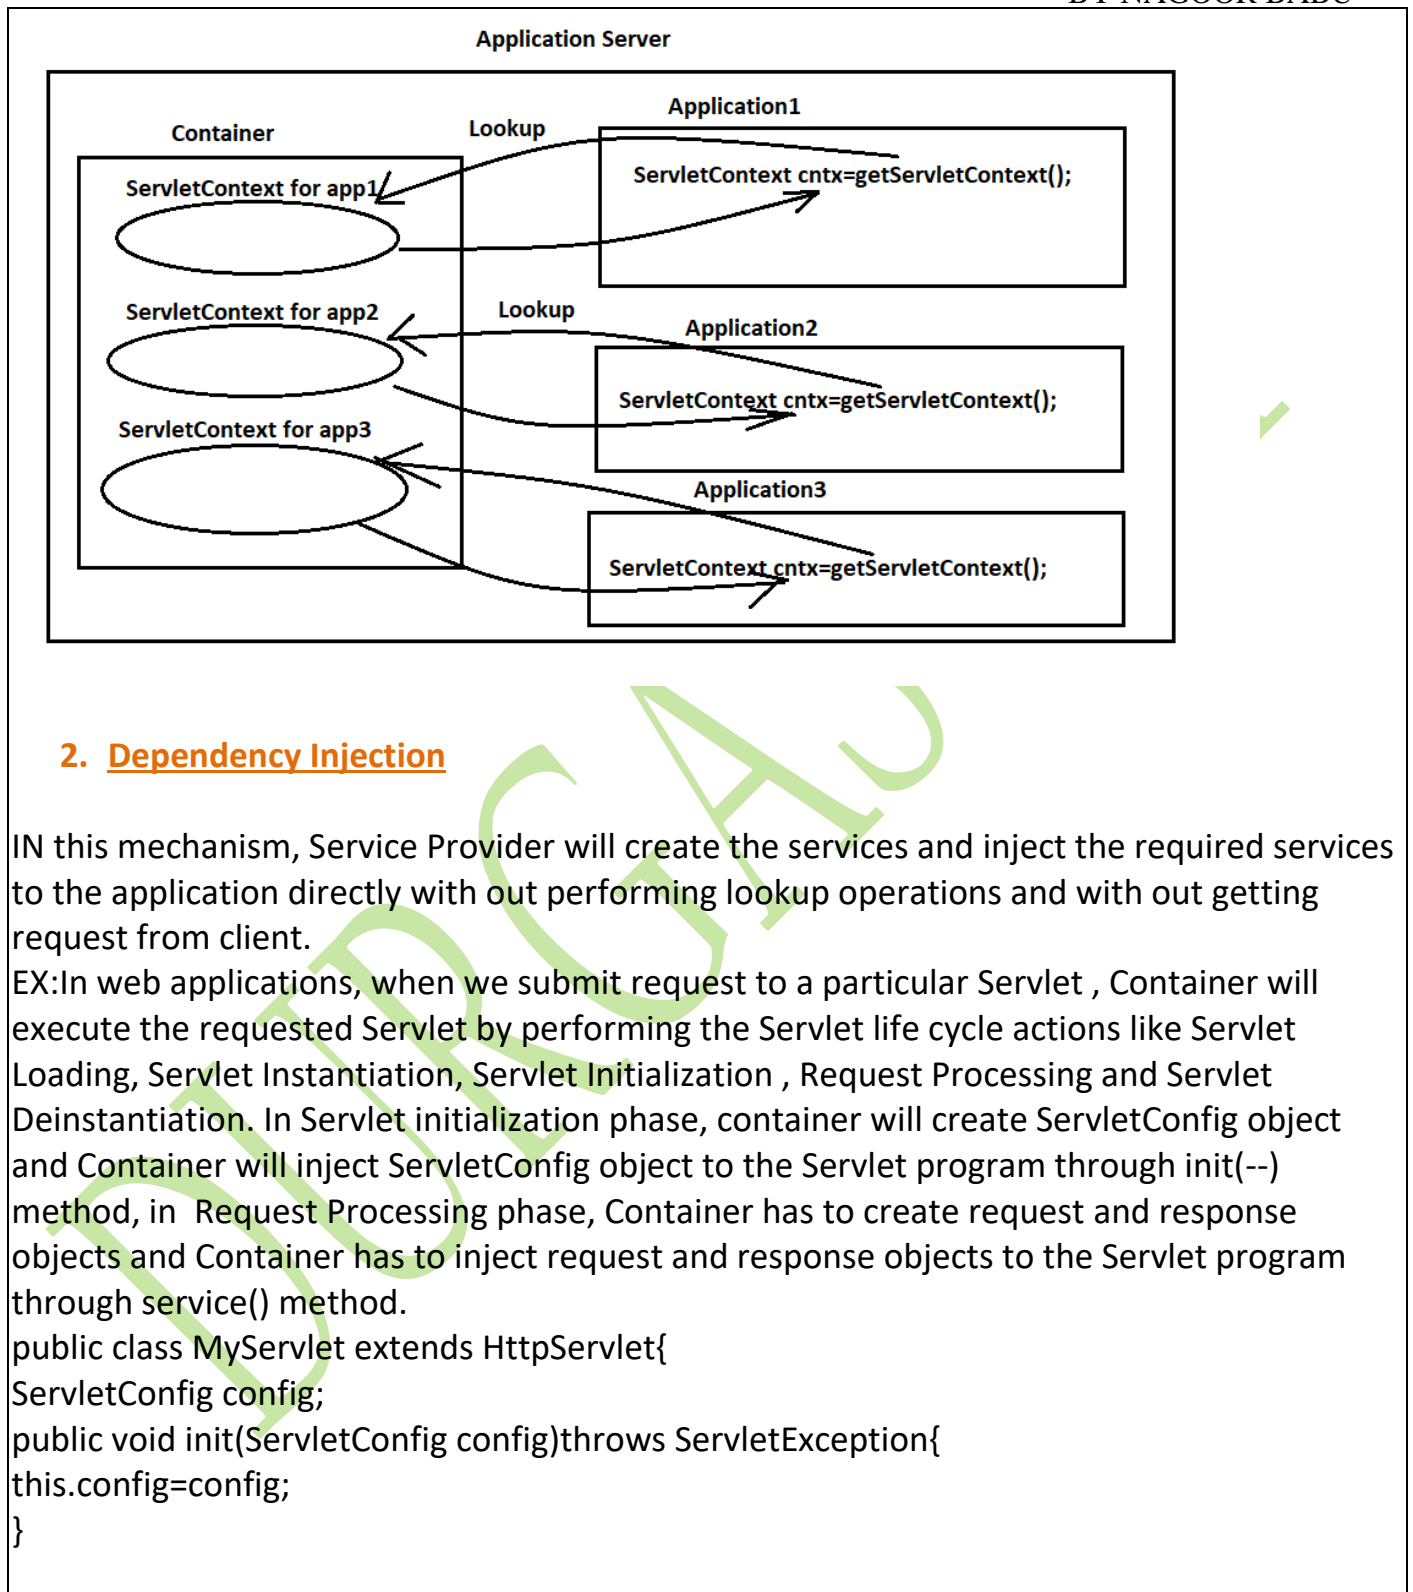 BY NAGOOR BABU
Application Server
Application1
Container
Lookup
ServletContext for app1
ServletContext cntx=getServletContext();
ServletContext for app2
Lookup
Application2
ServletContext cntx=getServletContext();
ServletContext for app3
Application3
ServletContext cntx=getServletContext();
2. Dependency Injection
IN this mechanism, Service Provider will create the services and inject the required services
to the application directly with out performing lookup operations and with out getting
request from client.
EX:In web applications, when we submit request to a particular Servlet , Container will
execute the requested Servlet by performing the Servlet life cycle actions like Servlet
Loading, Servlet Instantiation, Servlet Initialization , Request Processing and Servlet
Deinstantiation. In Servlet initialization phase, container will create ServletConfig object
and Container will inject ServletConfig object to the Servlet program through init(--)
method, in  Request Processing phase, Container has to create request and response
objects and Container has to inject request and response objects to the Servlet program
through service() method.
public class MyServlet extends HttpServlet{
ServletConfig config;
public void init(ServletConfig config)throws ServletException{
this.config=config;
}
DURGAS